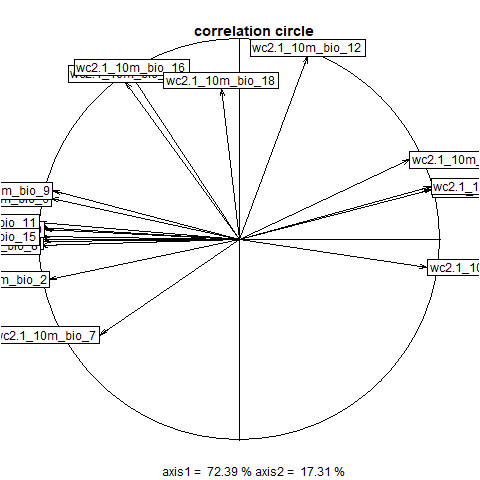 correlation circle
wc2.1_10m_bio_12
wc2.1_10m_bio_16
wc2.1_10m_bio_18
wc2.1_10m_
m_bio_9
wc2.1_1
bio_11
bio_15
wc2.1_10
m_bio_2
wc2.1_10m_bio_7
axis1 = 72.39 % axis2 = 17.31 %